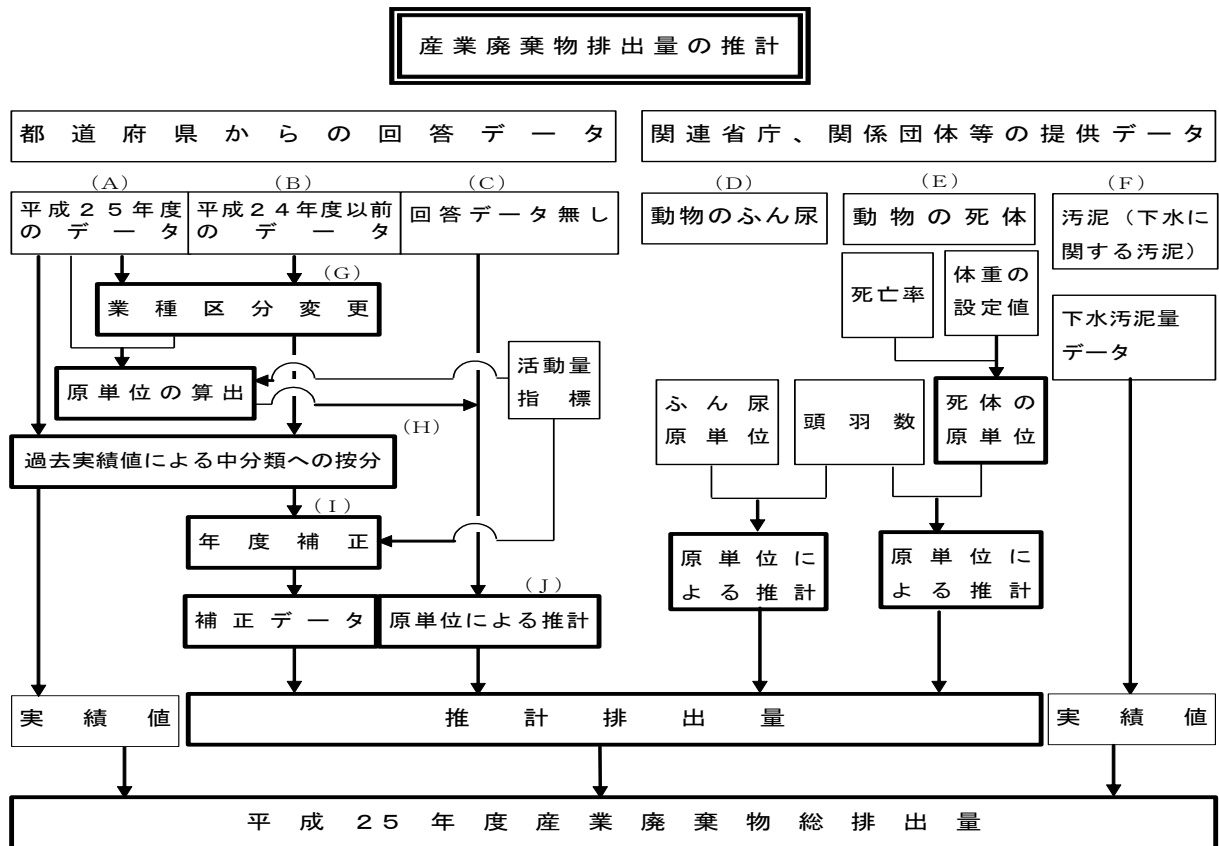 産業廃棄物排出量の推計
都道府県からの回答データ
関連省庁、関係団体等の提供データ
(A)
(B)
(C)
(D)
(E)
(F)
平成25年度
のデータ
平成24年度以前
のデータ
回答データ無し
動物のふん尿
動物の死体
汚泥(下水に
関する汚泥)
(G)
業種区分変更
死亡率
体重の
設定値
下水汚泥量
データ
原単位の算出
活動量
指標
ふん尿
原単位
頭羽数
死体の
原単位
(H)
過去実績値による中分類への按分
(I)
年度補正
原単位に
よる推計
原単位に
よる推計
(J)
補正データ
原単位による推計
実績値
推計排出量
実績値
平成25年度産業廃棄物総排出量